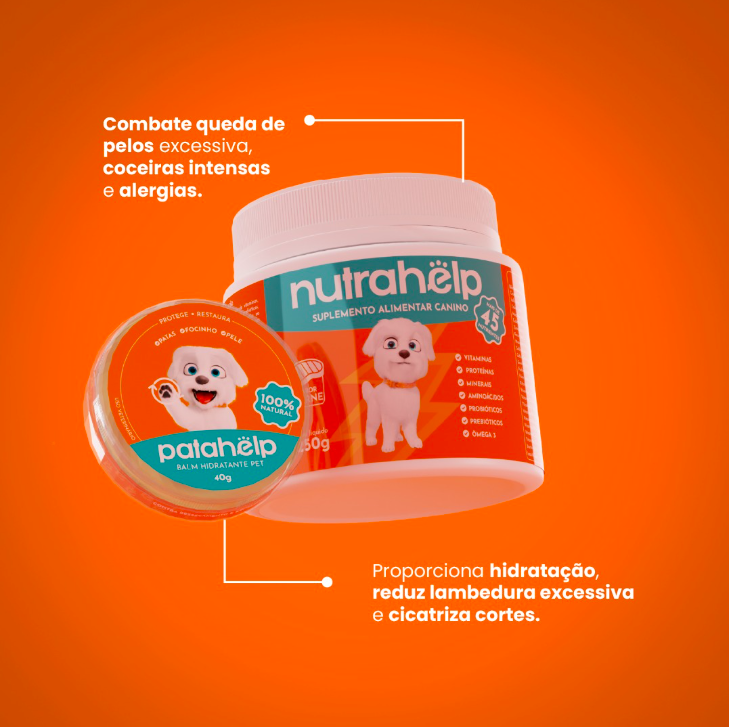 Combate queda de
pelos excessiva,
coceiras intensas
e alergias.
nutrahëlp
SUPLEMENTO ALIMENTAR CANINO
45
VITAMINAS
PROTEÍNAS
MINERAIS
AMINOÁCIDOS
PROBIÓTICOS
PREBIÓTICOS
ÔMEGA 3
PROTEGE + RESTAURA
PATAS FOCINHO PELE
100%
NATURAL
patahëlp
BALM HIDRATANTE PET
40g
Proporciona hidratação,
reduz lambedura excessiva
e cicatriza cortes.